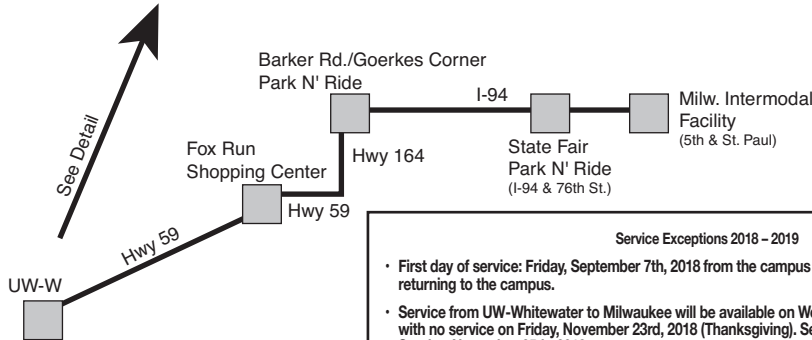 Barker Rd./Goerkes Corner
Park N' Ride
I-94
Milw. Intermodal
Facility
(5th & St. Paul)
See Detail
Fox Run
Shopping Center
Hwy 164
State Fair
Park N' Ride
(I-94 & 76th St.)
Hwy 59
Hwy 59
UW-W
Service Exceptions 2018 – 2019
• First day of service: Friday, September 7th, 2018 from the campus
returning to the campus.
• Service from UW-Whitewater to Milwaukee will be available on
with no service on Friday, November 23rd, 2018 (Thanksgiving).